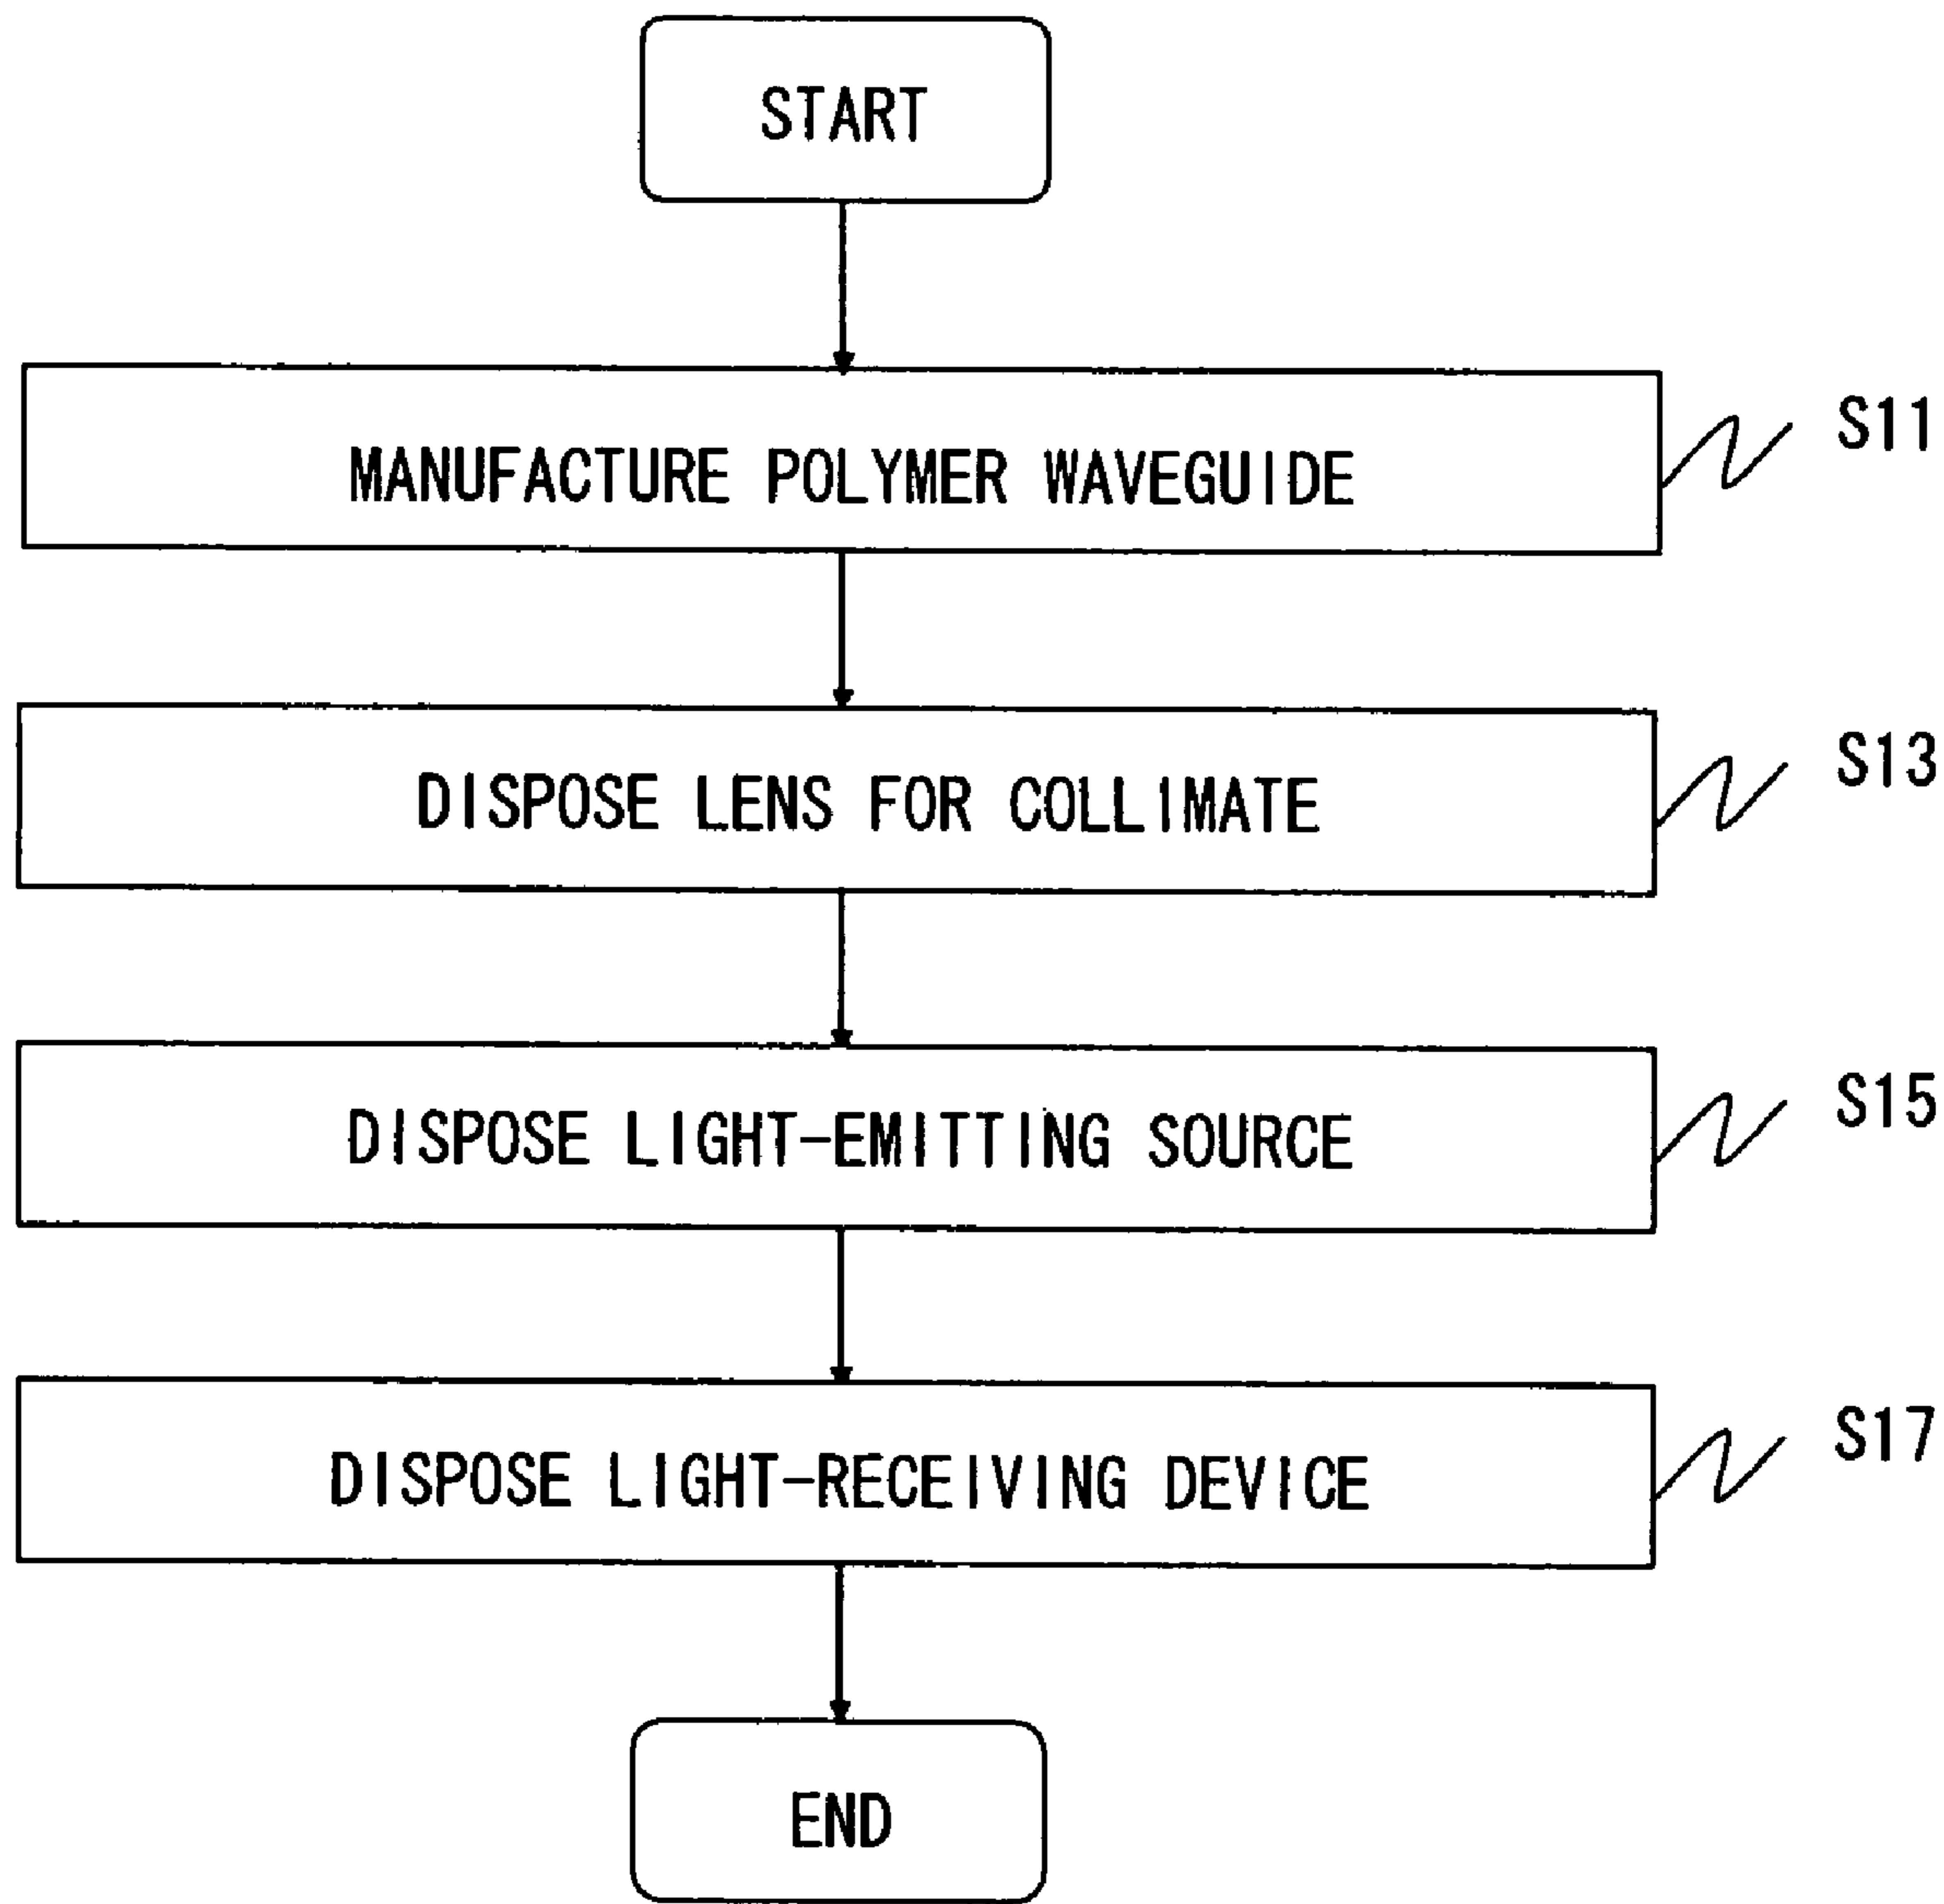 START
MANUFACTURE POLYMER WAVEGUIDE
S11
DISPOSE LENS FOR COLLIMATE
S13
DISPOSE LIGHT-EMITTING SOURCE
S15
DISPOSE LIGHT-RECEIVING DEVICE
S17
END